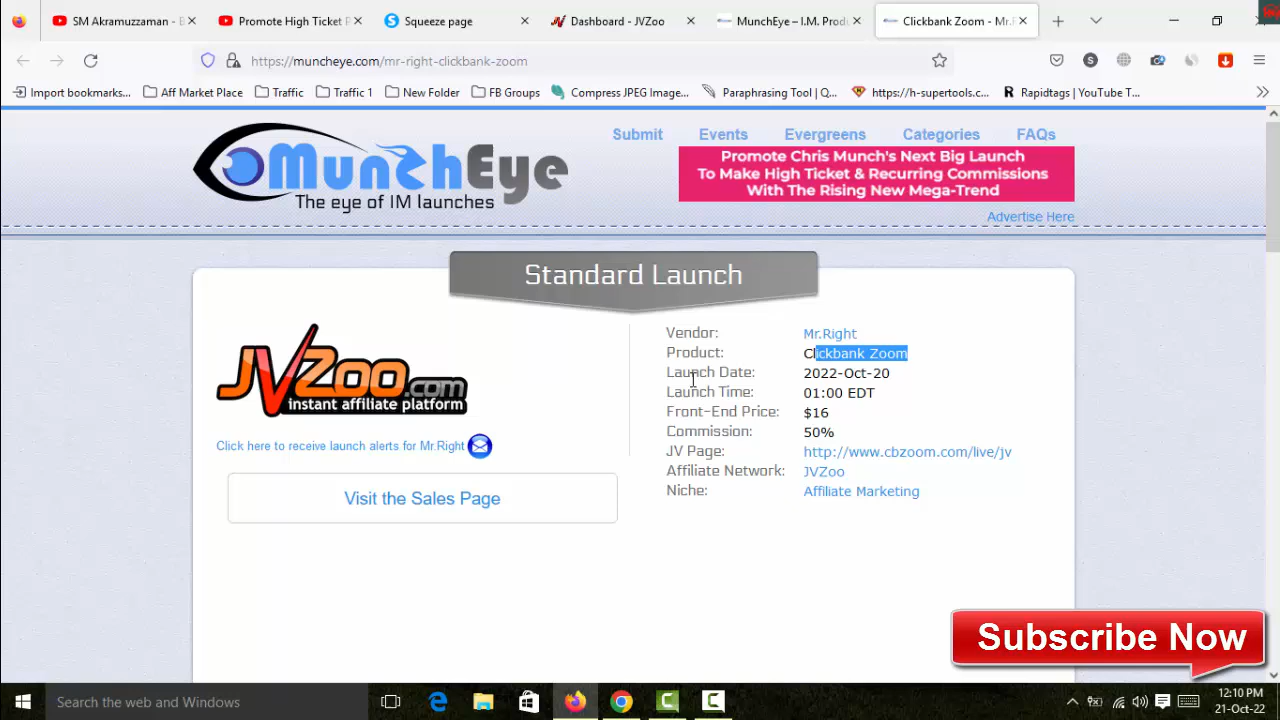 SM Akramuzzaman - B
Promote High Ticket P
Squeeze page
Dashboard - JVZoo
MunchEye – I.M. Produ
Clickbank Zoom - Mr.F
https://muncheye.com/mr-right-clickbank-zoom
S
Import bookmarks...
Aff Market Place
Traffic
Traffic 1
New Folder
FB Groups
Compress JPEG Image...
Paraphrasing Tool | Q...
https://h-supertools.c...
R Rapidtags | YouTube T...
MunchEye
The eye of IM launches
Submit
Events
Evergreens
Categories
FAQs
Promote Chris Munch's Next Big Launch
To Make High Ticket & Recurring Commissions
With The Rising New Mega-Trend
Advertise Here
Standard Launch
JVZoo.com
instant affiliate platform
Click here to receive launch alerts for Mr.Right
Visit the Sales Page
Vendor: Mr.Right
Product: Clickbank Zoom
Launch Date: 2022-Oct-20
Launch Time: 01:00 EDT
Front-End Price: $16
Commission: 50%
JV Page: http://www.cbzoom.com/live/jv
Affiliate Network: JVZoo
Niche: Affiliate Marketing
Subscribe Now
Search the web and Windows
12:10 PM
21-Oct-22